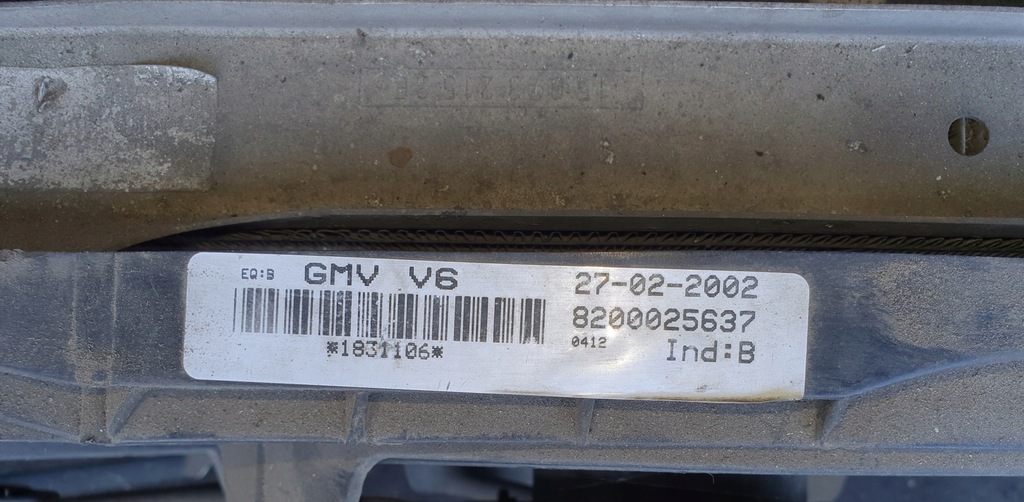 EQ:B GMV V6 27-02-2002
8200025637
*1831106* 0412 Ind:B